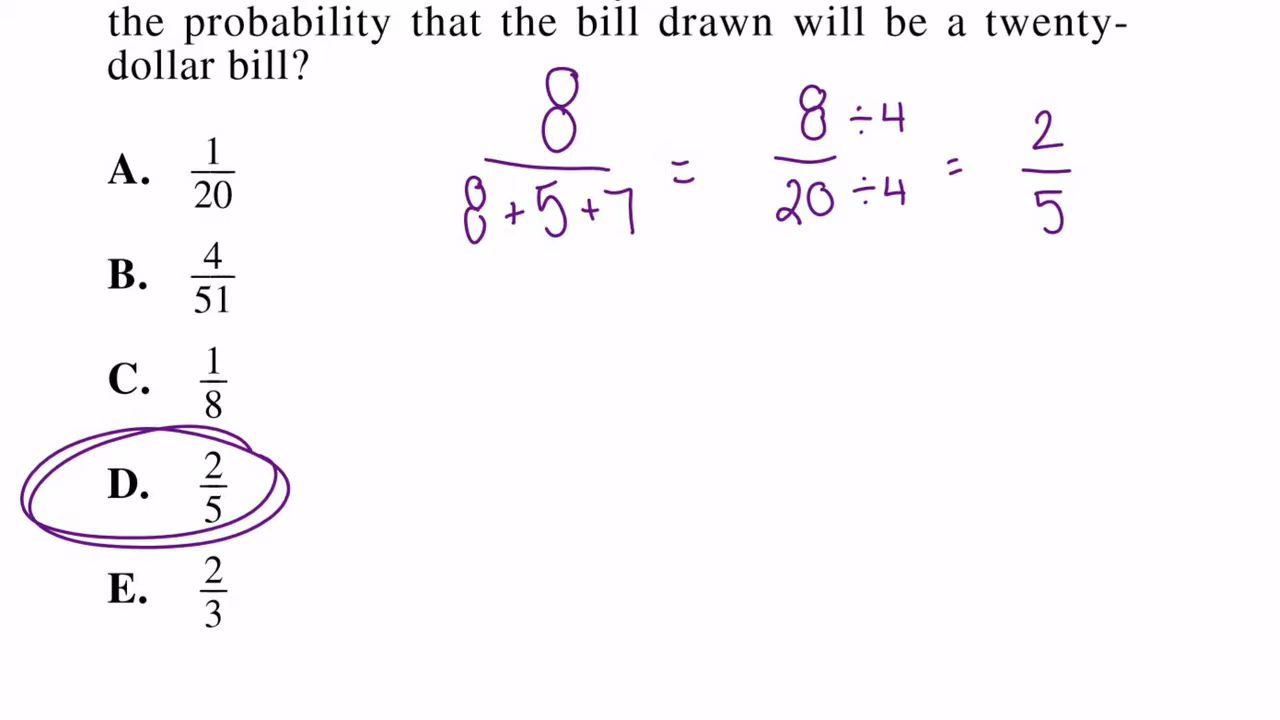 the probability that the bill drawn will be a twenty-
dollar bill?
8/(8+5+7) = (8 ÷4)/(20 ÷4) = 2/5
A. 1/20
B. 4/51
C. 1/8
D. 2/5
E. 2/3